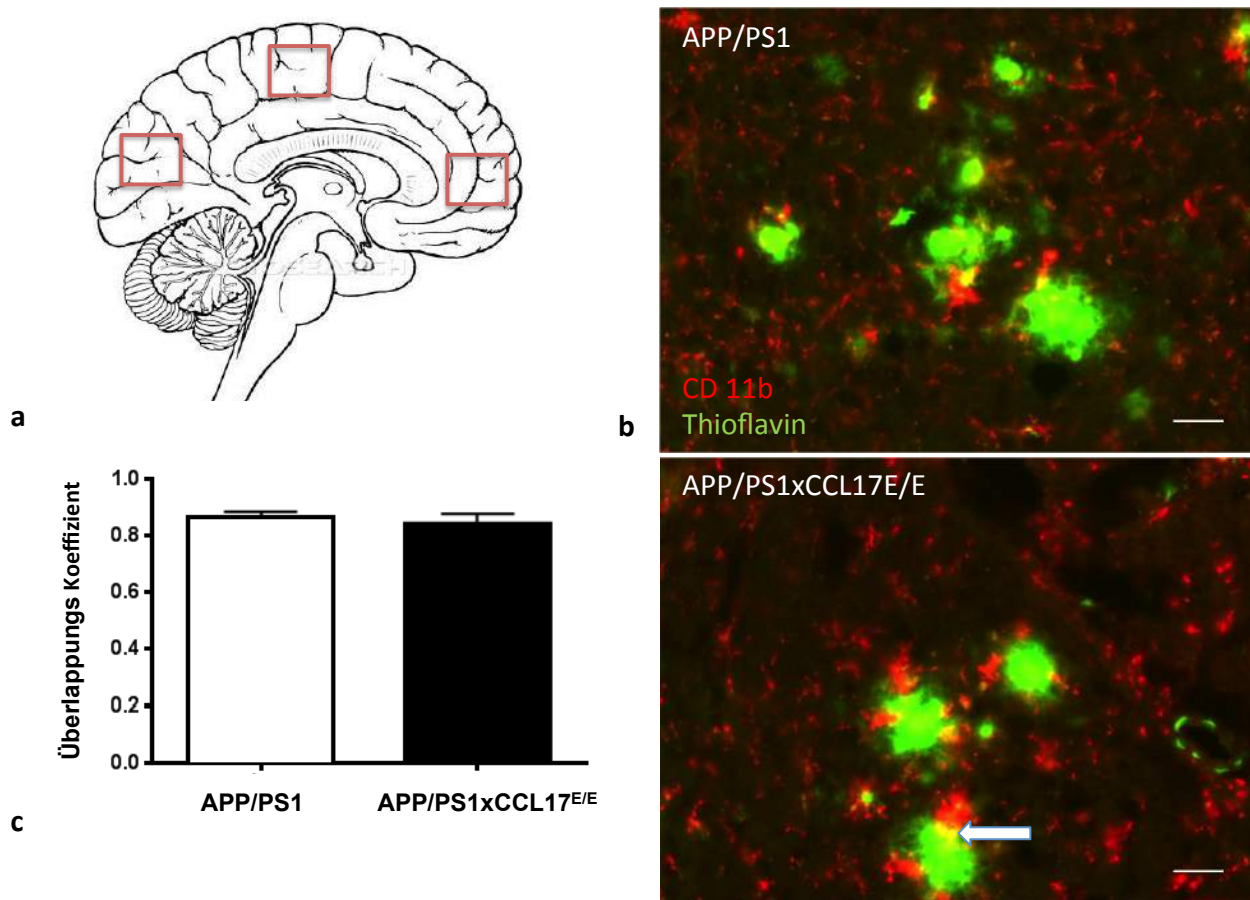 a
APP/PS1
CD 11b
Thioflavin
b
APP/PS1xCCL17E/E
Überlappungs Koeffizient
1.0
0.8
0.6
0.4
0.2
0.0
APP/PS1
APP/PS1xCCL17E/E
c